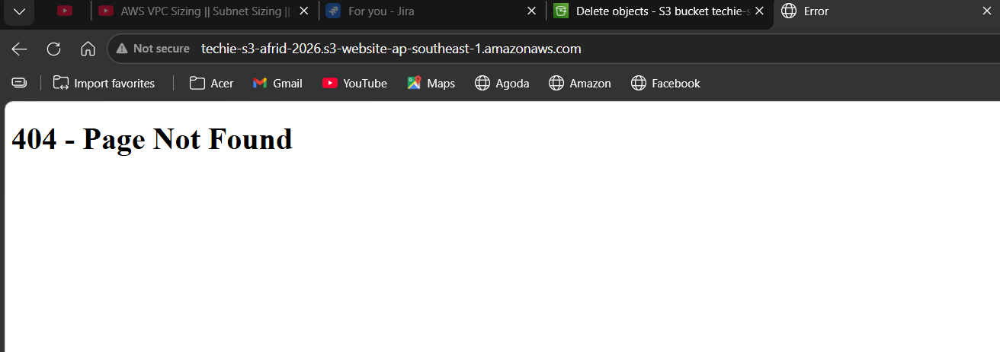 AWS VPC Sizing || Subnet Sizing ||
For you - Jira
Delete objects - S3 bucket techie-s
Error
Not secure
techie-s3-afrid-2026.s3-website-ap-southeast-1.amazonaws.com
Import favorites
Acer
Gmail
YouTube
Maps
Agoda
Amazon
Facebook
404 - Page Not Found